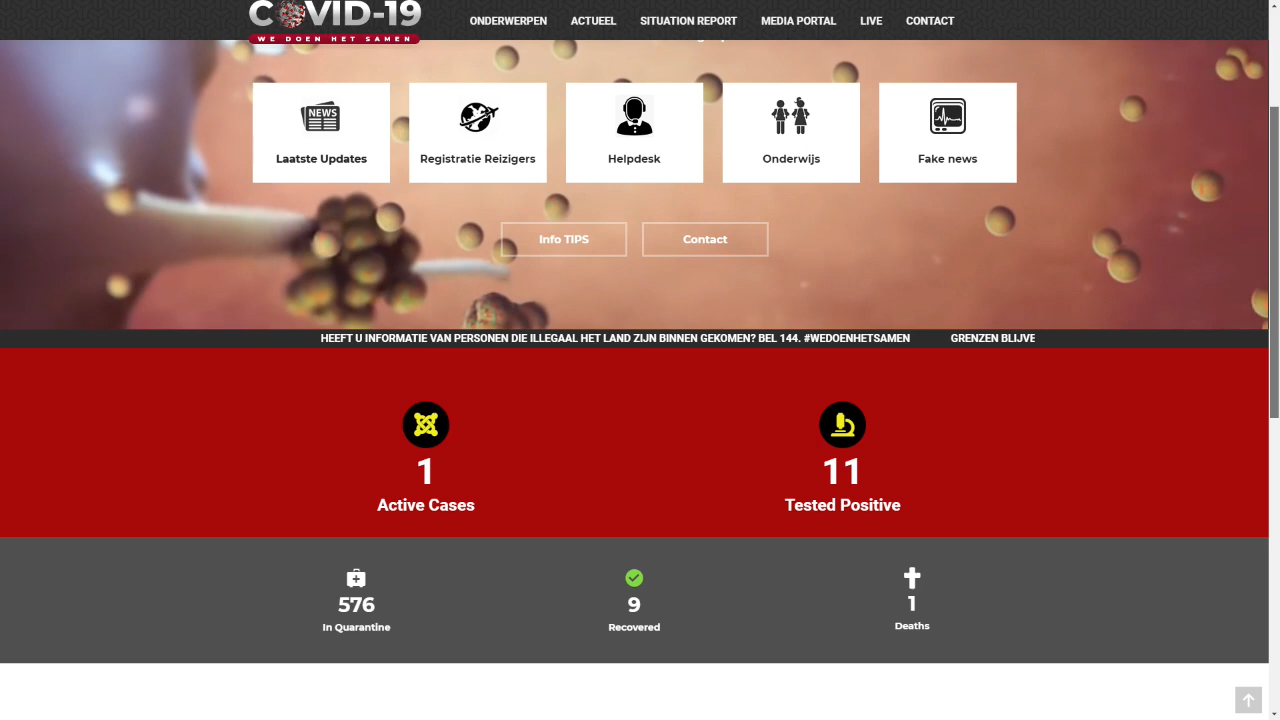 COVID-19
WE DOEN HET SAMEN
ONDERWERPEN ACTUEEL SITUATION REPORT MEDIA PORTAL LIVE CONTACT
NEWS
Laatste Updates
Registratie Reizigers
Helpdesk
Onderwijs
Fake news
Info TIPS
Contact
HEEFT U INFORMATIE VAN PERSONEN DIE ILLEGAAL HET LAND ZIJN BINNEN GEKOMEN? BEL 144. #WEDOENHETSAMEN GRENZEN BLIJVE
1
Active Cases
11
Tested Positive
576
In Quarantine
9
Recovered
1
Deaths